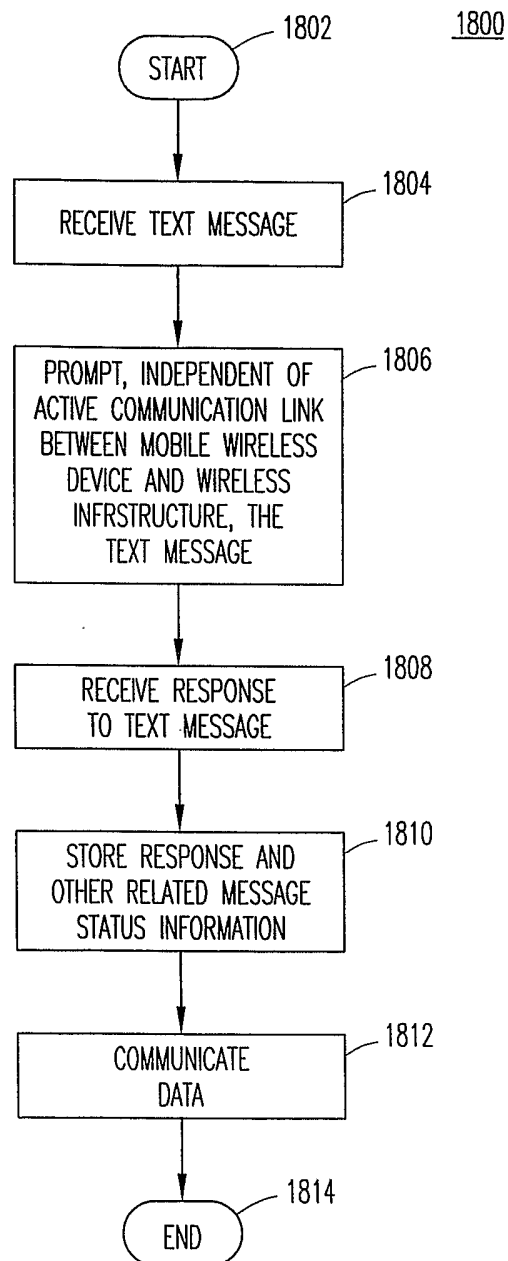 1800
1802
START
1804
RECEIVE TEXT MESSAGE
1806
PROMPT, INDEPENDENT OF
ACTIVE COMMUNICATION LINK
BETWEEN MOBILE WIRELESS
DEVICE AND WIRELESS
INFRSTRUCTURE, THE
TEXT MESSAGE
1808
RECEIVE RESPONSE
TO TEXT MESSAGE
1810
STORE RESPONSE AND
OTHER RELATED MESSAGE
STATUS INFORMATION
1812
COMMUNICATE
DATA
1814
END